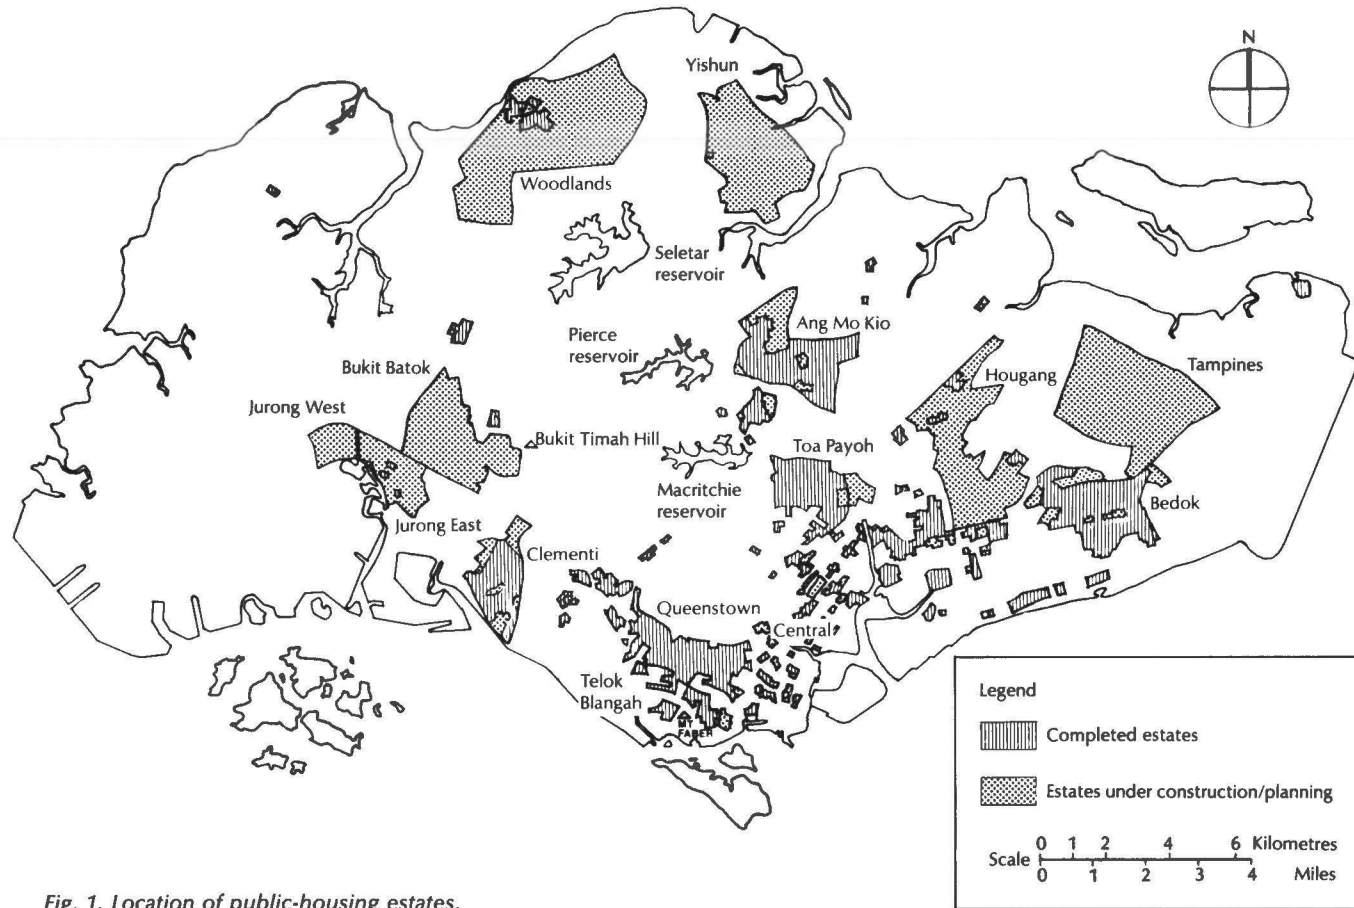 N
Yishun
Woodlands
Seletar
reservoir
Ang Mo Kio
Pierce
reservoir
Bukit Batok
Hougang
Tampines
Jurong West
Bukit Timah Hill
Toa Payoh
Macritchie
reservoir
Bedok
Jurong East
Clementi
Queenstown
Central
Telok
Blangah
MT
FABER
Legend
Completed estates
Estates under construction/planning
Scale
0 1 2 4 6 Kilometres
0 1 2 3 4 Miles
Fig. 1. Location of public-housing estates.